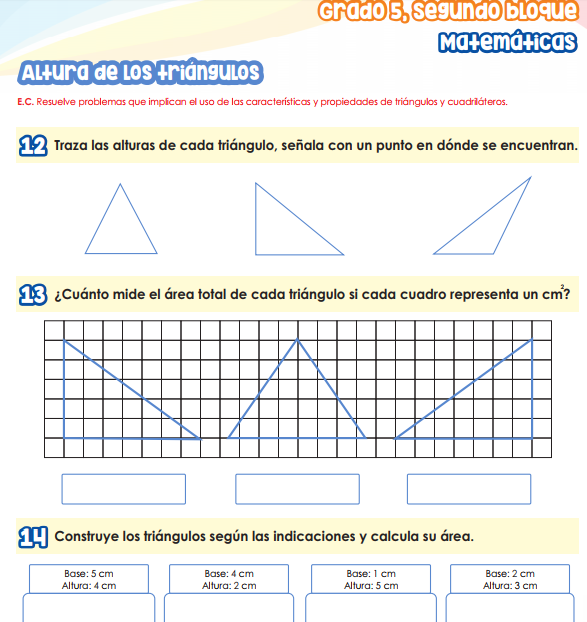 Grado 5, Segundo bloque
Matemáticas
Altura de los triángulos
E.C. Resuelve problemas que implican el uso de las características y propiedades de triángulos y cuadriláteros.
12 Traza las alturas de cada triángulo, señala con un punto en dónde se encuentran.
13 ¿Cuánto mide el área total de cada triángulo si cada cuadro representa un cm²?
14 Construye los triángulos según las indicaciones y calcula su área.
Base: 5 cm
Altura: 4 cm
Base: 4 cm
Altura: 2 cm
Base: 1 cm
Altura: 5 cm
Base: 2 cm
Altura: 3 cm